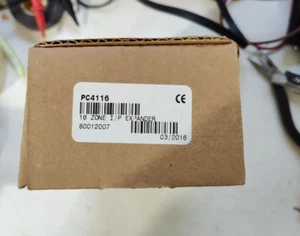 PC4116
CE
16 ZONE I/P EXPANDER
80012007
03/2016